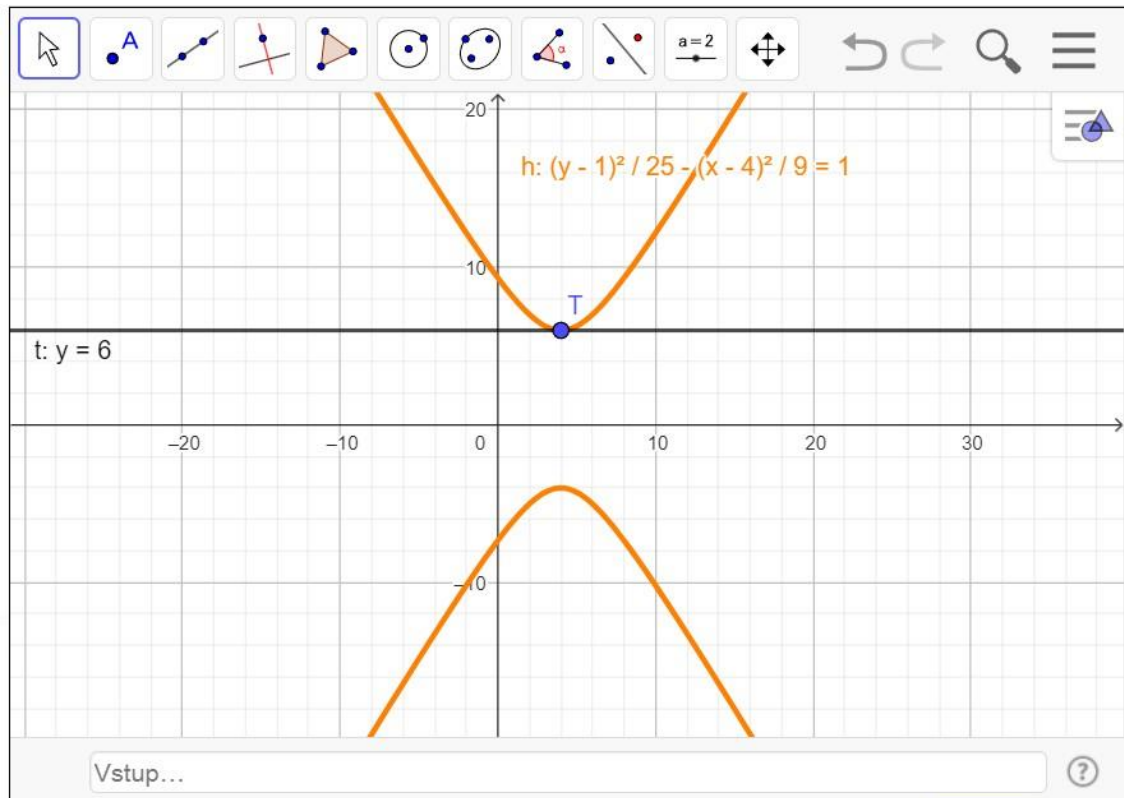 A
α
a=2
20
h: (y - 1)² / 25 - (x - 4)² / 9 = 1
10
T
t: y = 6
–20
–10
0
10
20
30
–10
Vstup…
?